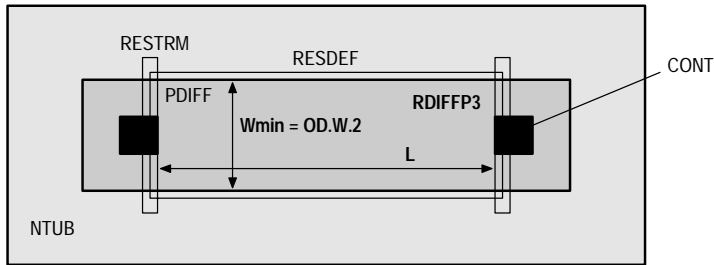 RESTRM
RESDEF
CONT
PDIFF
RDIFFP3
Wmin = OD.W.2
L
NTUB